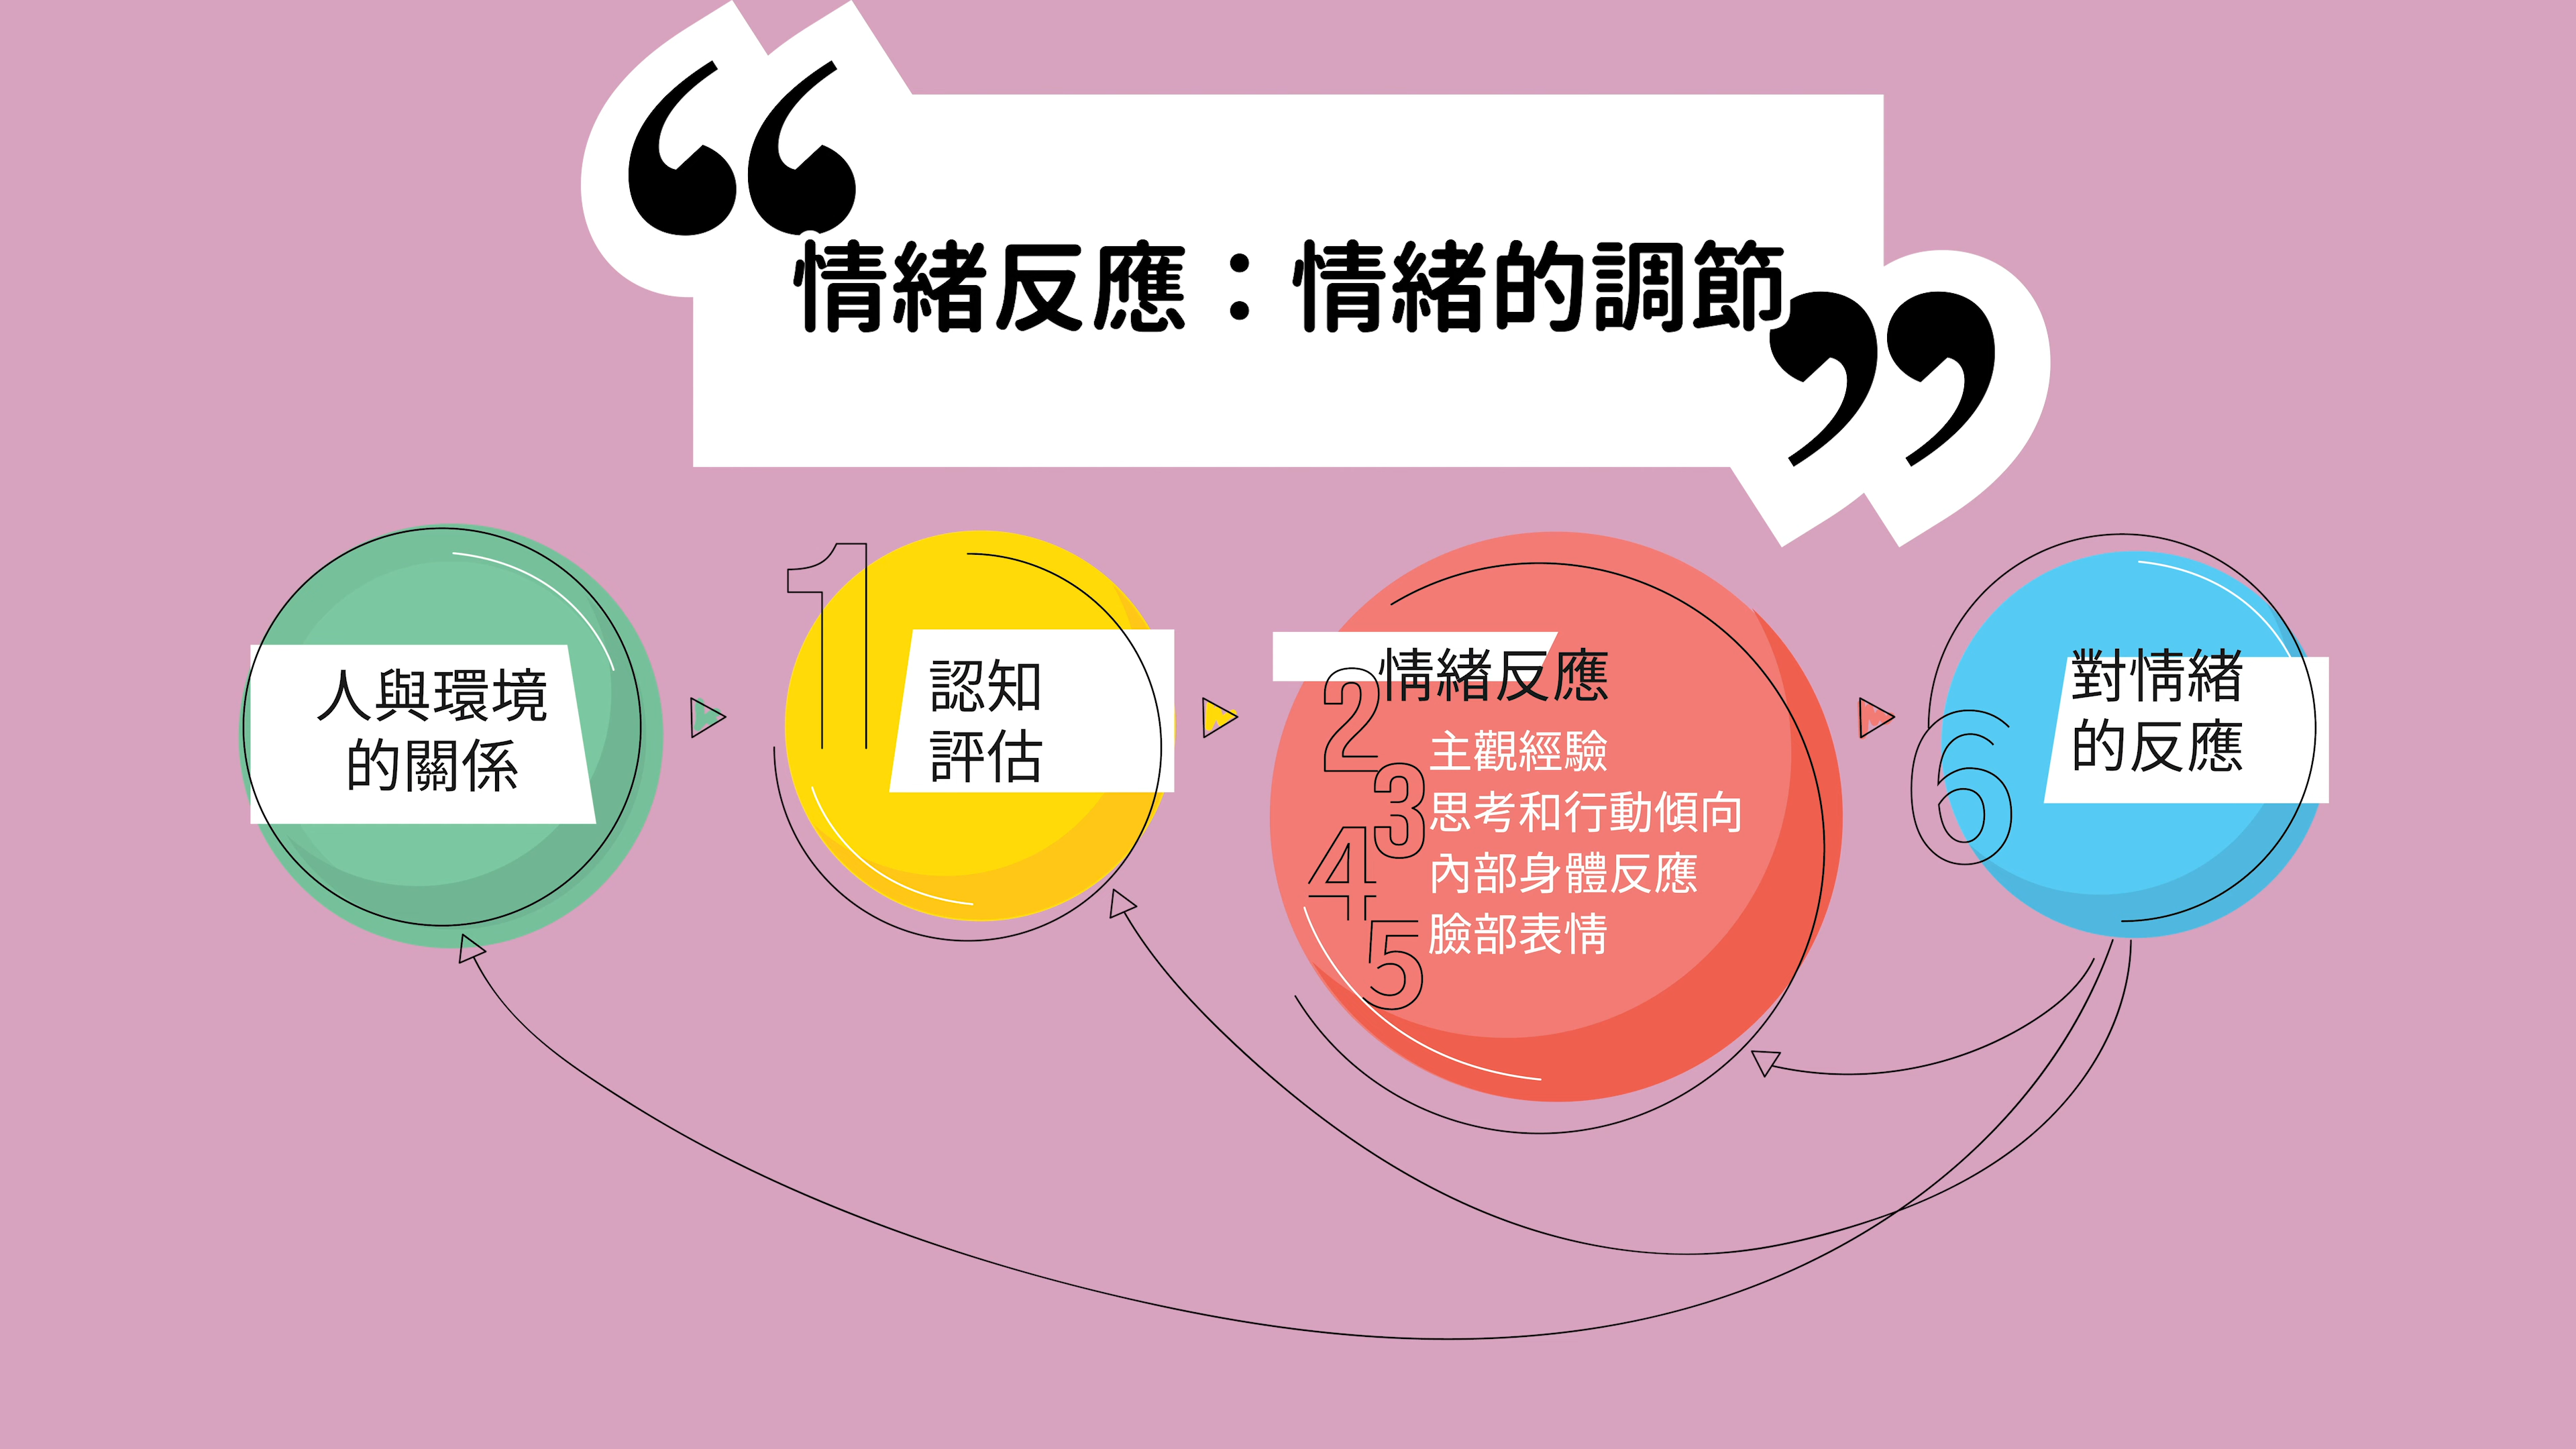 情緒反應：情緒的調節
人與環境
的關係
1
認知
評估
情緒反應
2
主觀經驗
3
思考和行動傾向
4
內部身體反應
5
臉部表情
6
對情緒
的反應